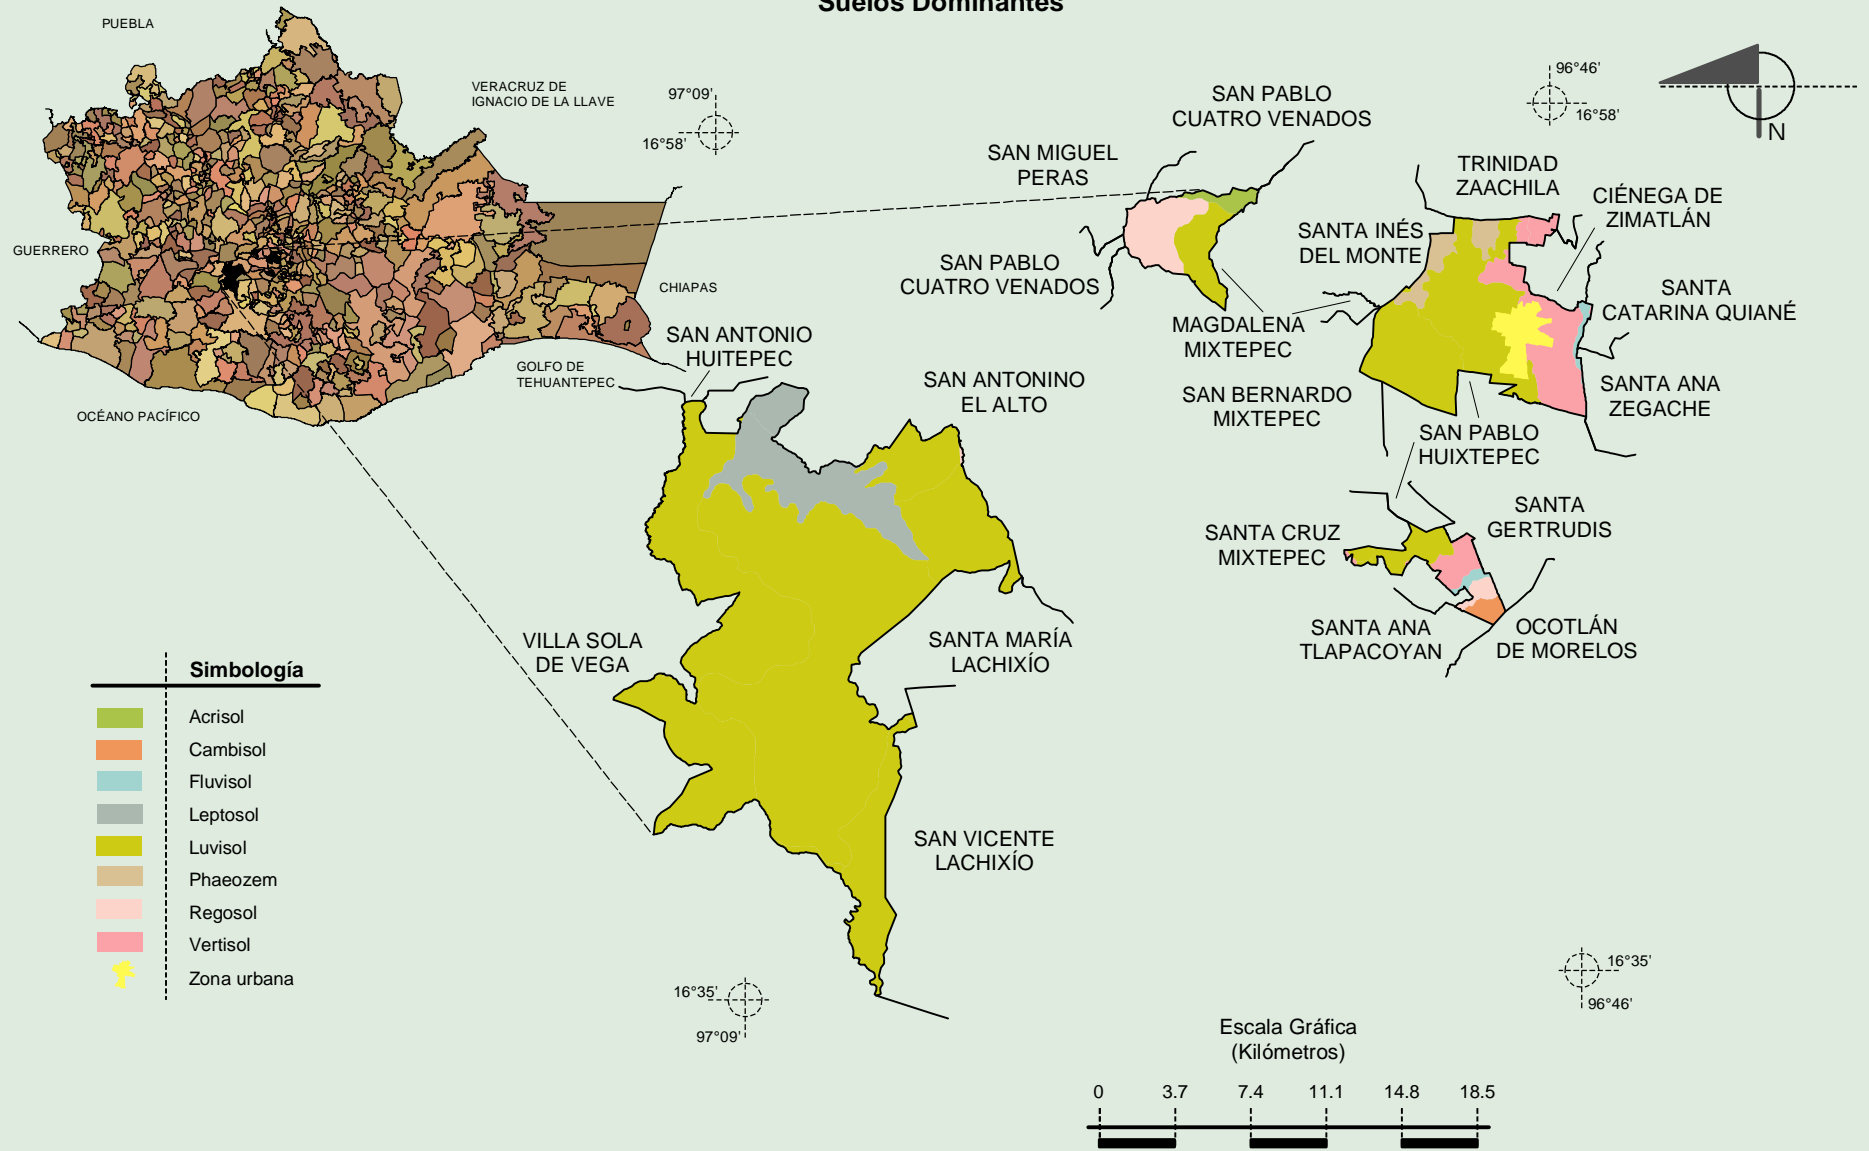 Suelos Dominantes
PUEBLA
VERACRUZ DE
IGNACIO DE LA LLAVE
GUERRERO
CHIAPAS
GOLFO DE
TEHUANTEPEC
OCÉANO PACÍFICO
97°09'
16°58'
96°46'
16°58'
N
SAN PABLO
CUATRO VENADOS
SAN MIGUEL
PERAS
SAN PABLO
CUATRO VENADOS
MAGDALENA
MIXTEPEC
TRINIDAD
ZAACHILA
CIÉNEGA DE
ZIMATLÁN
SANTA INÉS
DEL MONTE
SANTA
CATARINA QUIANÉ
SAN BERNARDO
MIXTEPEC
SANTA ANA
ZEGACHE
SAN PABLO
HUIXTEPEC
SANTA
GERTRUDIS
SANTA CRUZ
MIXTEPEC
SANTA ANA
TLAPACOYAN
OCOTLÁN
DE MORELOS
SAN ANTONIO
HUITEPEC
SAN ANTONINO
EL ALTO
VILLA SOLA
DE VEGA
SANTA MARÍA
LACHIXÍO
SAN VICENTE
LACHIXÍO
Simbología
Acrisol
Cambisol
Fluvisol
Leptosol
Luvisol
Phaeozem
Regosol
Vertisol
Zona urbana
16°35'
97°09'
16°35'
96°46'
Escala Gráfica
(Kilómetros)
0 3.7 7.4 11.1 14.8 18.5